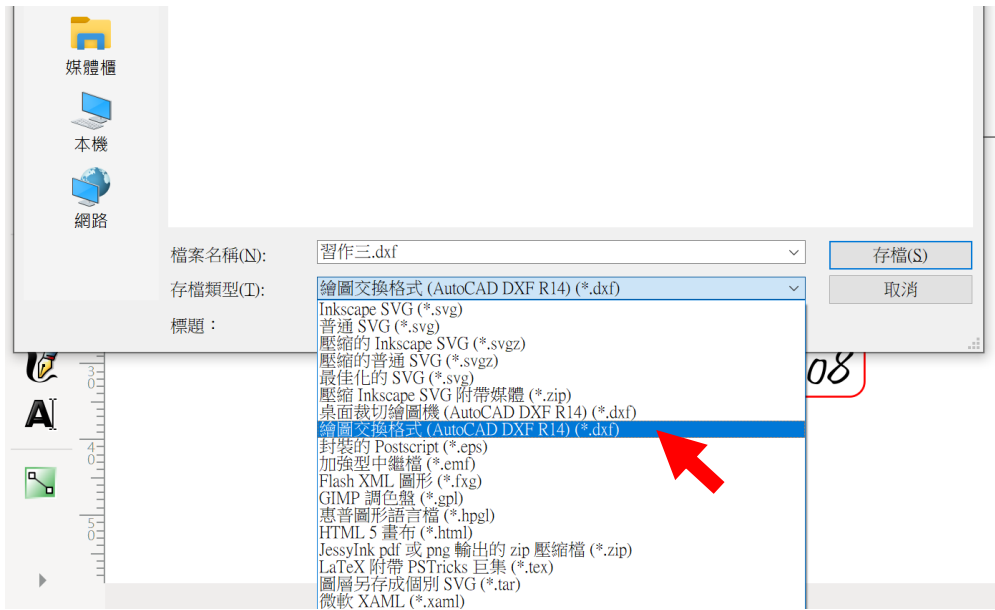 媒體櫃
本機
網路
檔案名稱(N):
習作三.dxf
存檔(S)
存檔類型(T):
繪圖交換格式 (AutoCAD DXF R14) (*.dxf)
取消
標題：
Inkscape SVG (*.svg)
普通 SVG (*.svg)
壓縮的 Inkscape SVG (*.svgz)
壓縮的普通 SVG (*.svgz)
最佳化的 SVG (*.svg)
壓縮 Inkscape SVG 附帶媒體 (*.zip)
桌面裁切繪圖機 (AutoCAD DXF R14) (*.dxf)
繪圖交換格式 (AutoCAD DXF R14) (*.dxf)
封裝的 Postscript (*.eps)
加強型中繼檔 (*.emf)
Flash XML 圖形 (*.fxg)
GIMP 調色盤 (*.gpl)
惠普圖形語言檔 (*.hpgl)
HTML 5 畫布 (*.html)
JessyInk pdf 或 png 輸出的 zip 壓縮檔 (*.zip)
LaTeX 附帶 PSTricks 巨集 (*.tex)
圖層另存成個別 SVG (*.tar)
微軟 XAML (*.xaml)
08
A
30
40
50